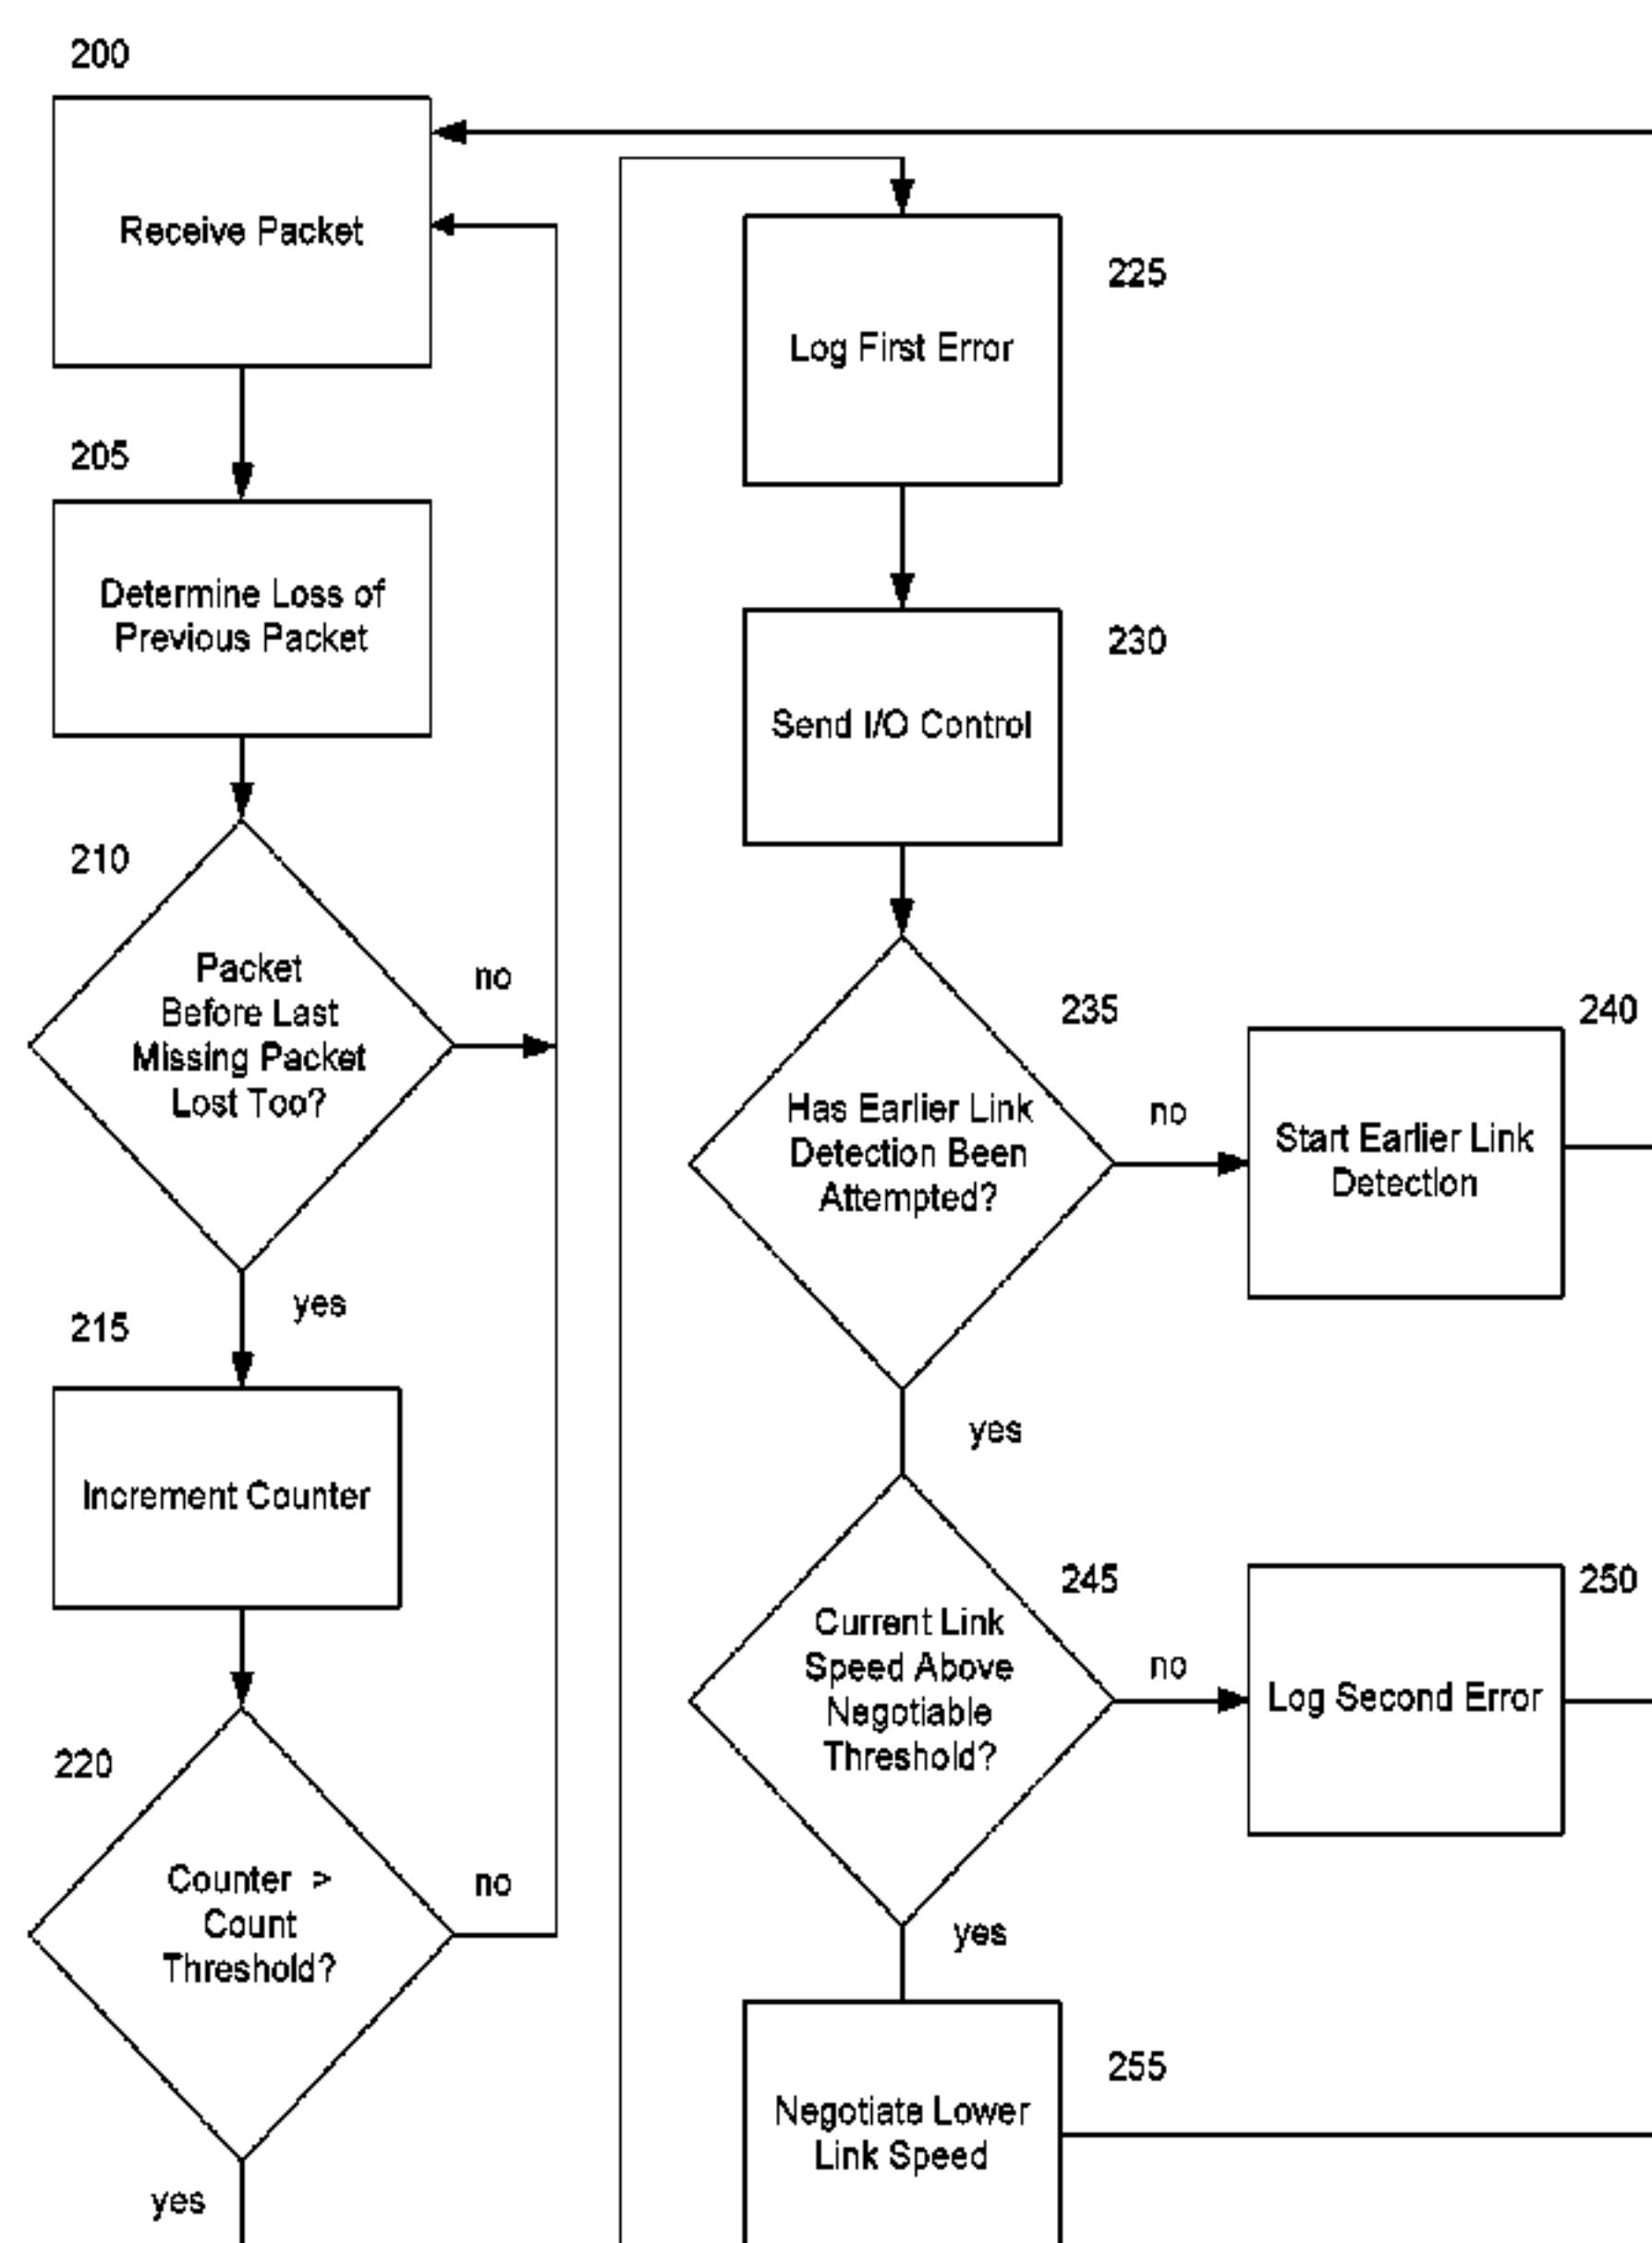 200
Receive Packet
205
Determine Loss of
Previous Packet
210
Packet
Before Last
Missing Packet
Lost Too?
no
yes
215
Increment Counter
220
Counter >
Count
Threshold?
no
yes
225
Log First Error
230
Send I/O Control
235
Has Earlier Link
Detection Been
Attempted?
no
240
Start Earlier Link
Detection
yes
245
Current Link
Speed Above
Negotiable
Threshold?
no
250
Log Second Error
yes
255
Negotiate Lower
Link Speed